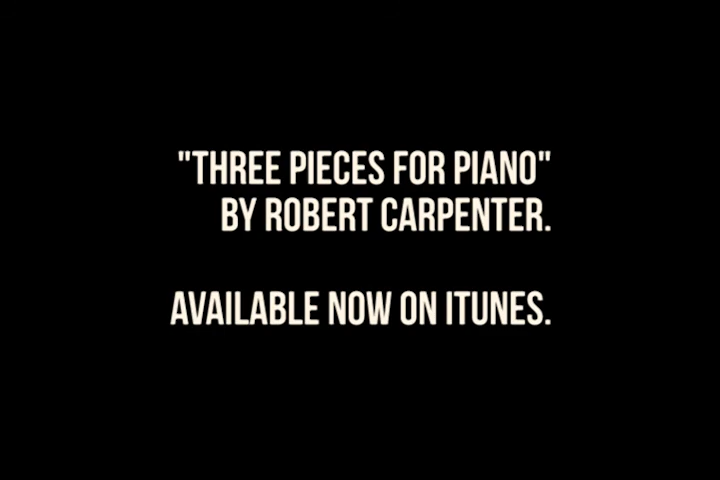 "THREE PIECES FOR PIANO"
BY ROBERT CARPENTER.
AVAILABLE NOW ON ITUNES.